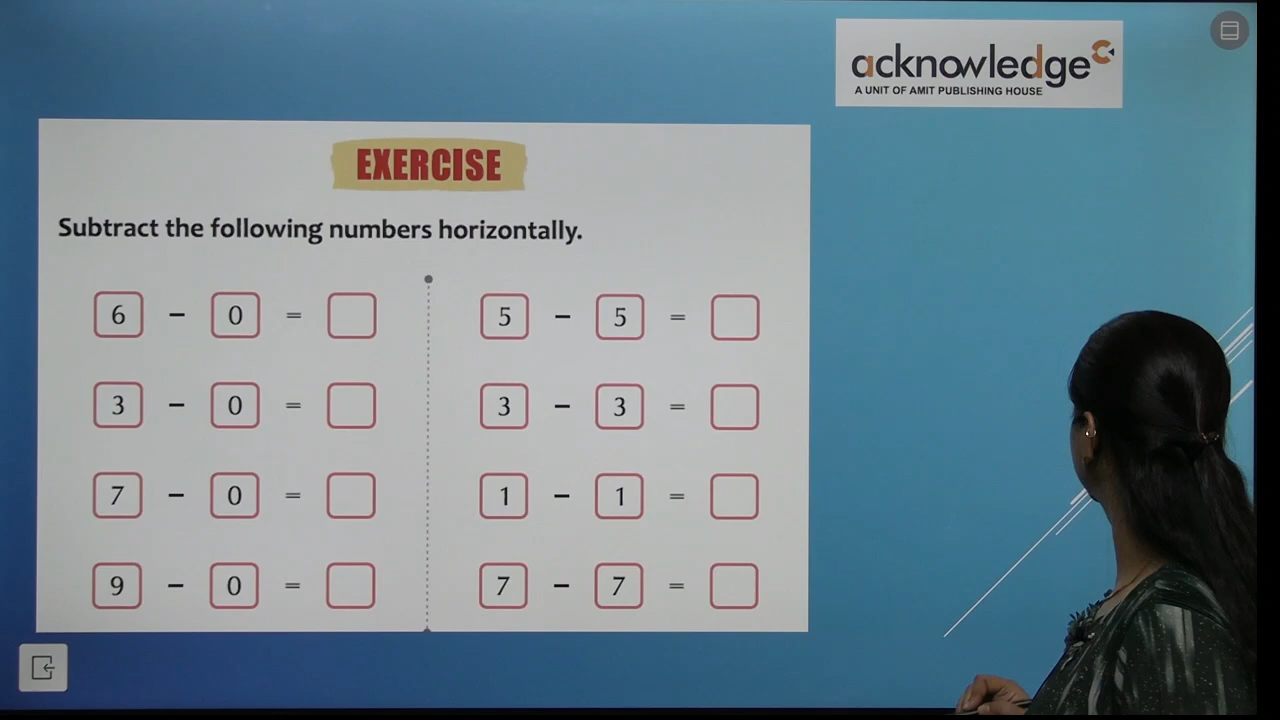 acknowledge
A UNIT OF AMIT PUBLISHING HOUSE
EXERCISE
Subtract the following numbers horizontally.
6 – 0 =
5 – 5 =
3 – 0 =
3 – 3 =
7 – 0 =
1 – 1 =
9 – 0 =
7 – 7 =